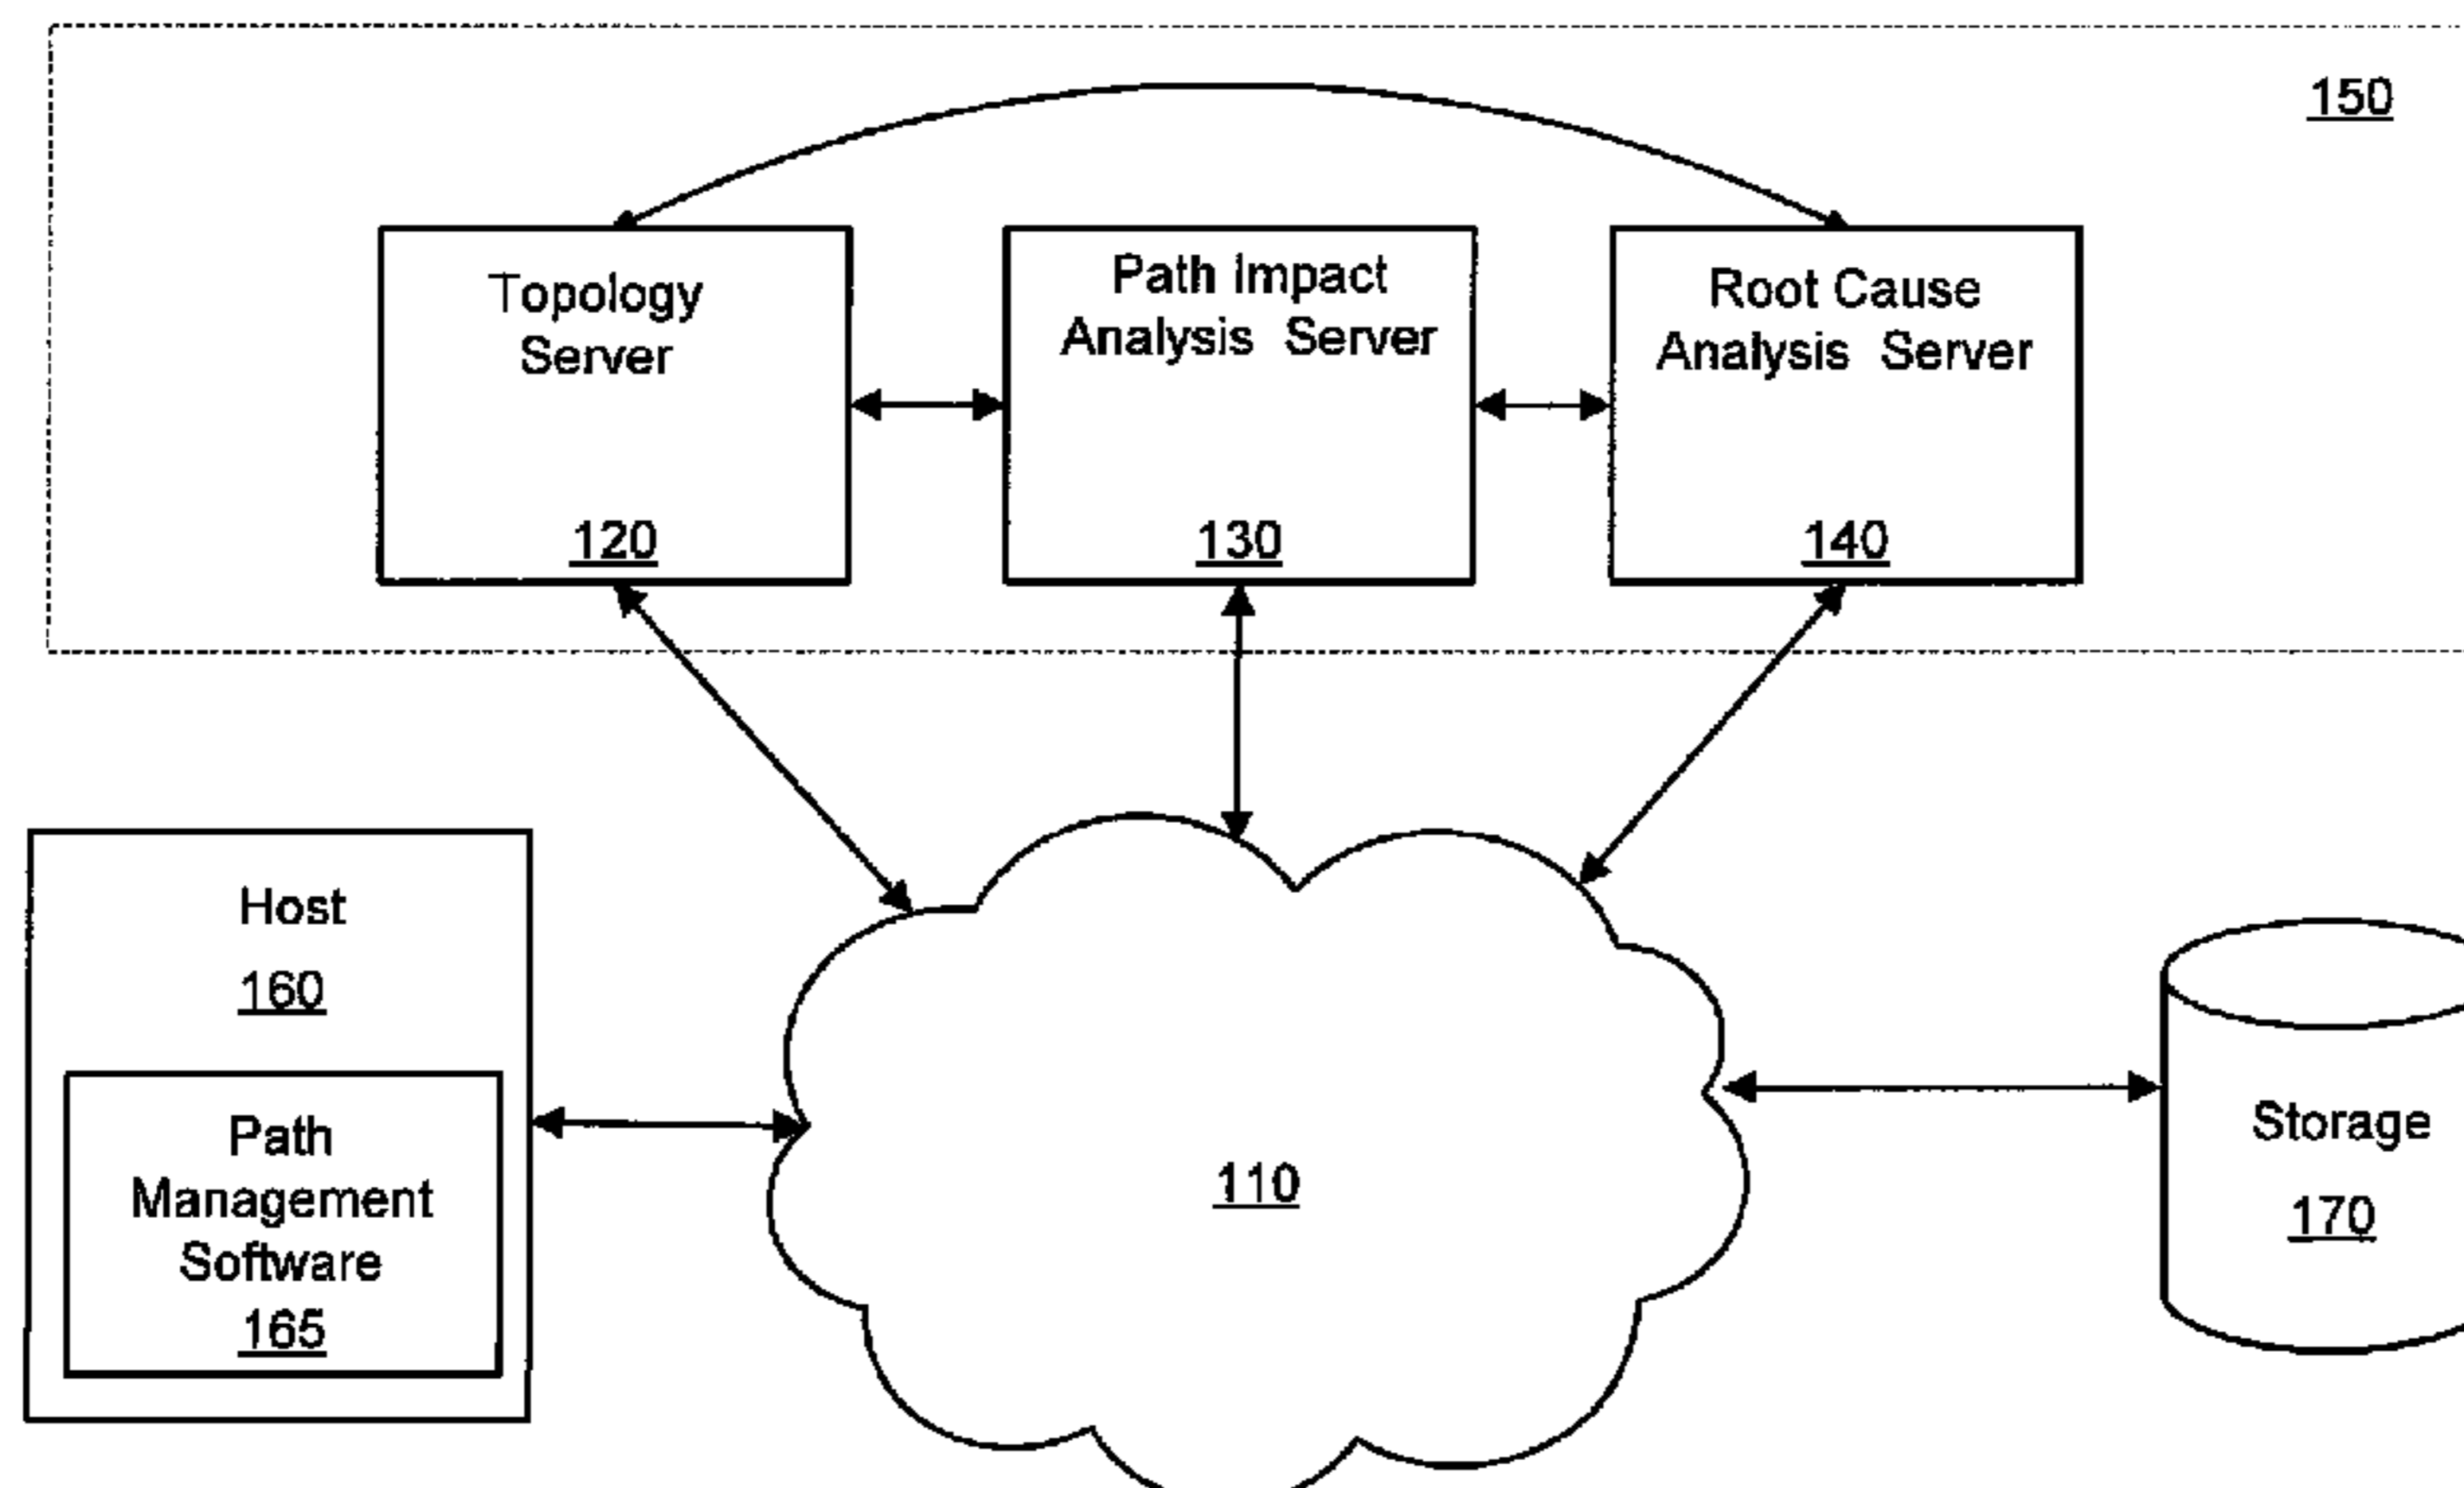 150
Topology
Server
120
Path Impact
Analysis Server
130
Root Cause
Analysis Server
140
Host
160
Path
Management
Software
165
110
Storage
170